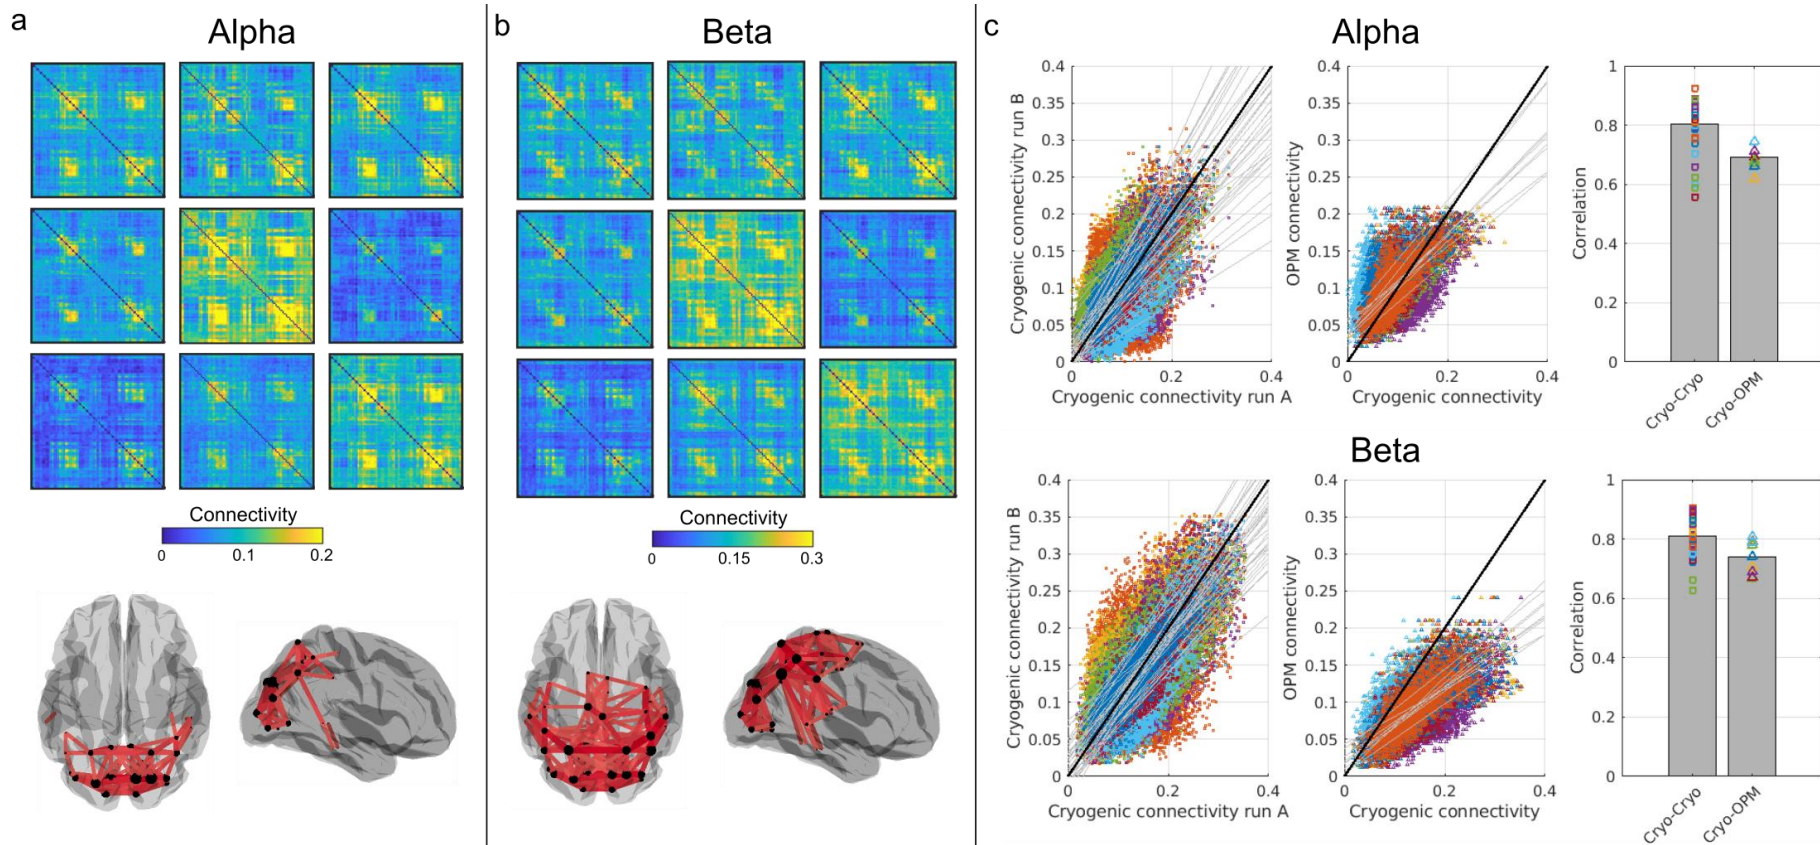 a
Alpha
Connectivity
0 0.1 0.2
b
Beta
Connectivity
0 0.15 0.3
c
Alpha
Cryogenic connectivity run B
0.4
0.35
0.3
0.25
0.2
0.15
0.1
0.05
0
0 0.2 0.4
Cryogenic connectivity run A
OPM connectivity
0.4
0.35
0.3
0.25
0.2
0.15
0.1
0.05
0
0 0.2 0.4
Cryogenic connectivity
Correlation
1
0.8
0.6
0.4
0.2
0
Cryo-Cryo
Cryo-OPM
Beta
Cryogenic connectivity run B
0.4
0.35
0.3
0.25
0.2
0.15
0.1
0.05
0
0 0.2 0.4
Cryogenic connectivity run A
OPM connectivity
0.4
0.35
0.3
0.25
0.2
0.15
0.1
0.05
0
0 0.2 0.4
Cryogenic connectivity
Correlation
1
0.8
0.6
0.4
0.2
0
Cryo-Cryo
Cryo-OPM